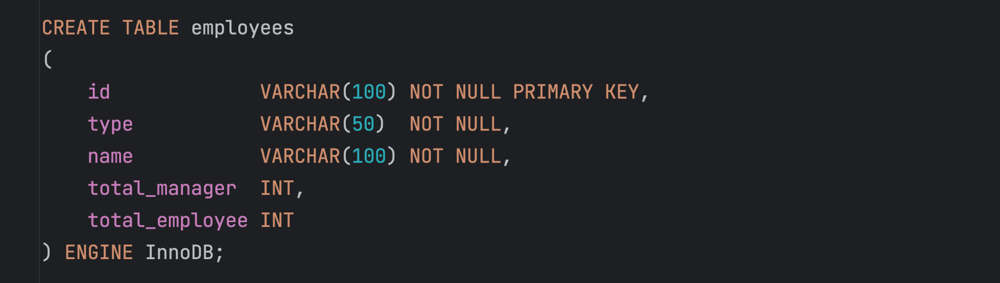 CREATE TABLE employees
(
    id             VARCHAR(100) NOT NULL PRIMARY KEY,
    type           VARCHAR(50)  NOT NULL,
    name           VARCHAR(100) NOT NULL,
    total_manager  INT,
    total_employee INT
) ENGINE InnoDB;